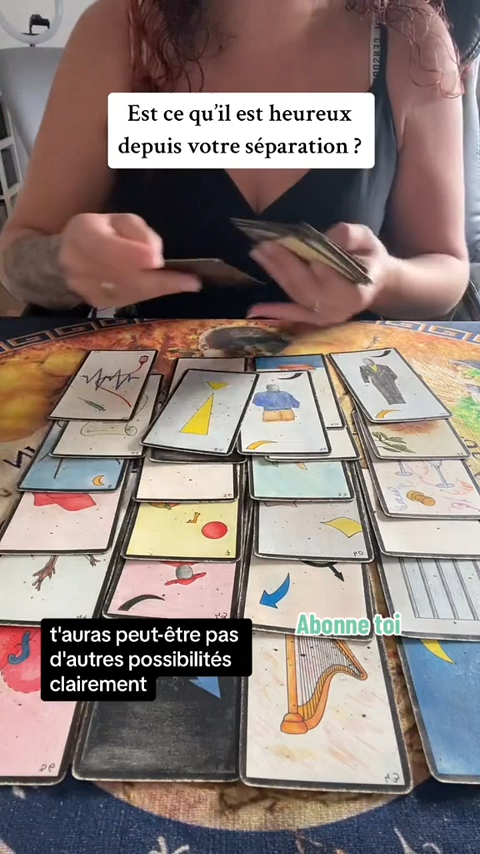 Est ce qu'il est heureux
depuis votre séparation ?
Abonne toi
t'auras peut-être pas
d'autres possibilités
clairement